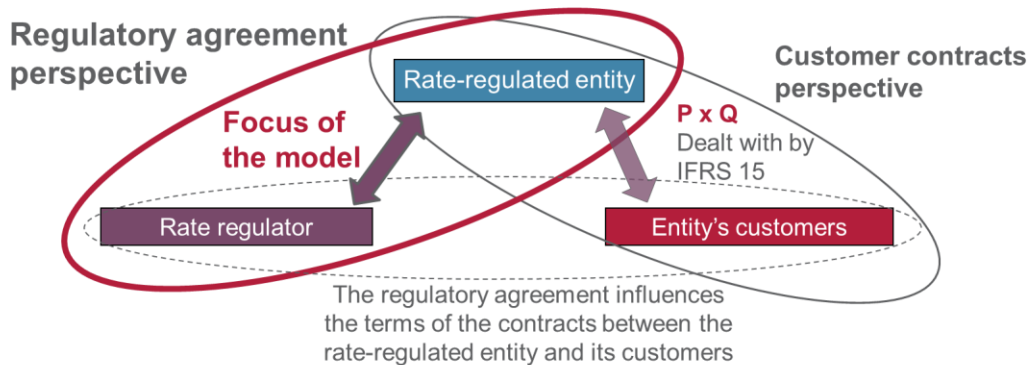 Regulatory agreement
perspective
Customer contracts
perspective
Rate-regulated entity
Focus of
the model
P x Q
Dealt with by
IFRS 15
Rate regulator
Entity's customers
The regulatory agreement influences
the terms of the contracts between the
rate-regulated entity and its customers